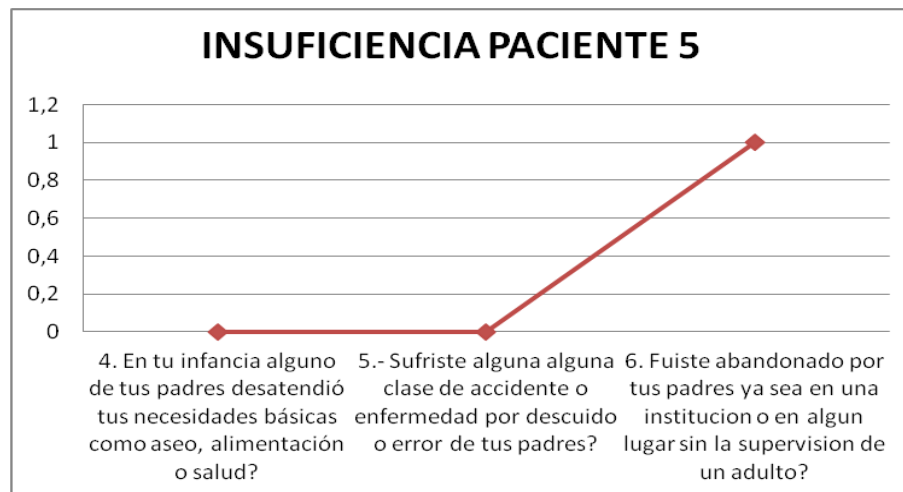 INSUFICIENCIA PACIENTE 5
1,2
1
0,8
0,6
0,4
0,2
0
4. En tu infancia alguno
de tus padres desatendió
tus necesidades básicas
como aseo, alimentación
o salud?
5.- Sufriste alguna alguna
clase de accidente o
enfermedad por descuido
o error de tus padres?
6. Fuiste abandonado por
tus padres ya sea en una
institucion o en algun
lugar sin la supervision de
un adulto?